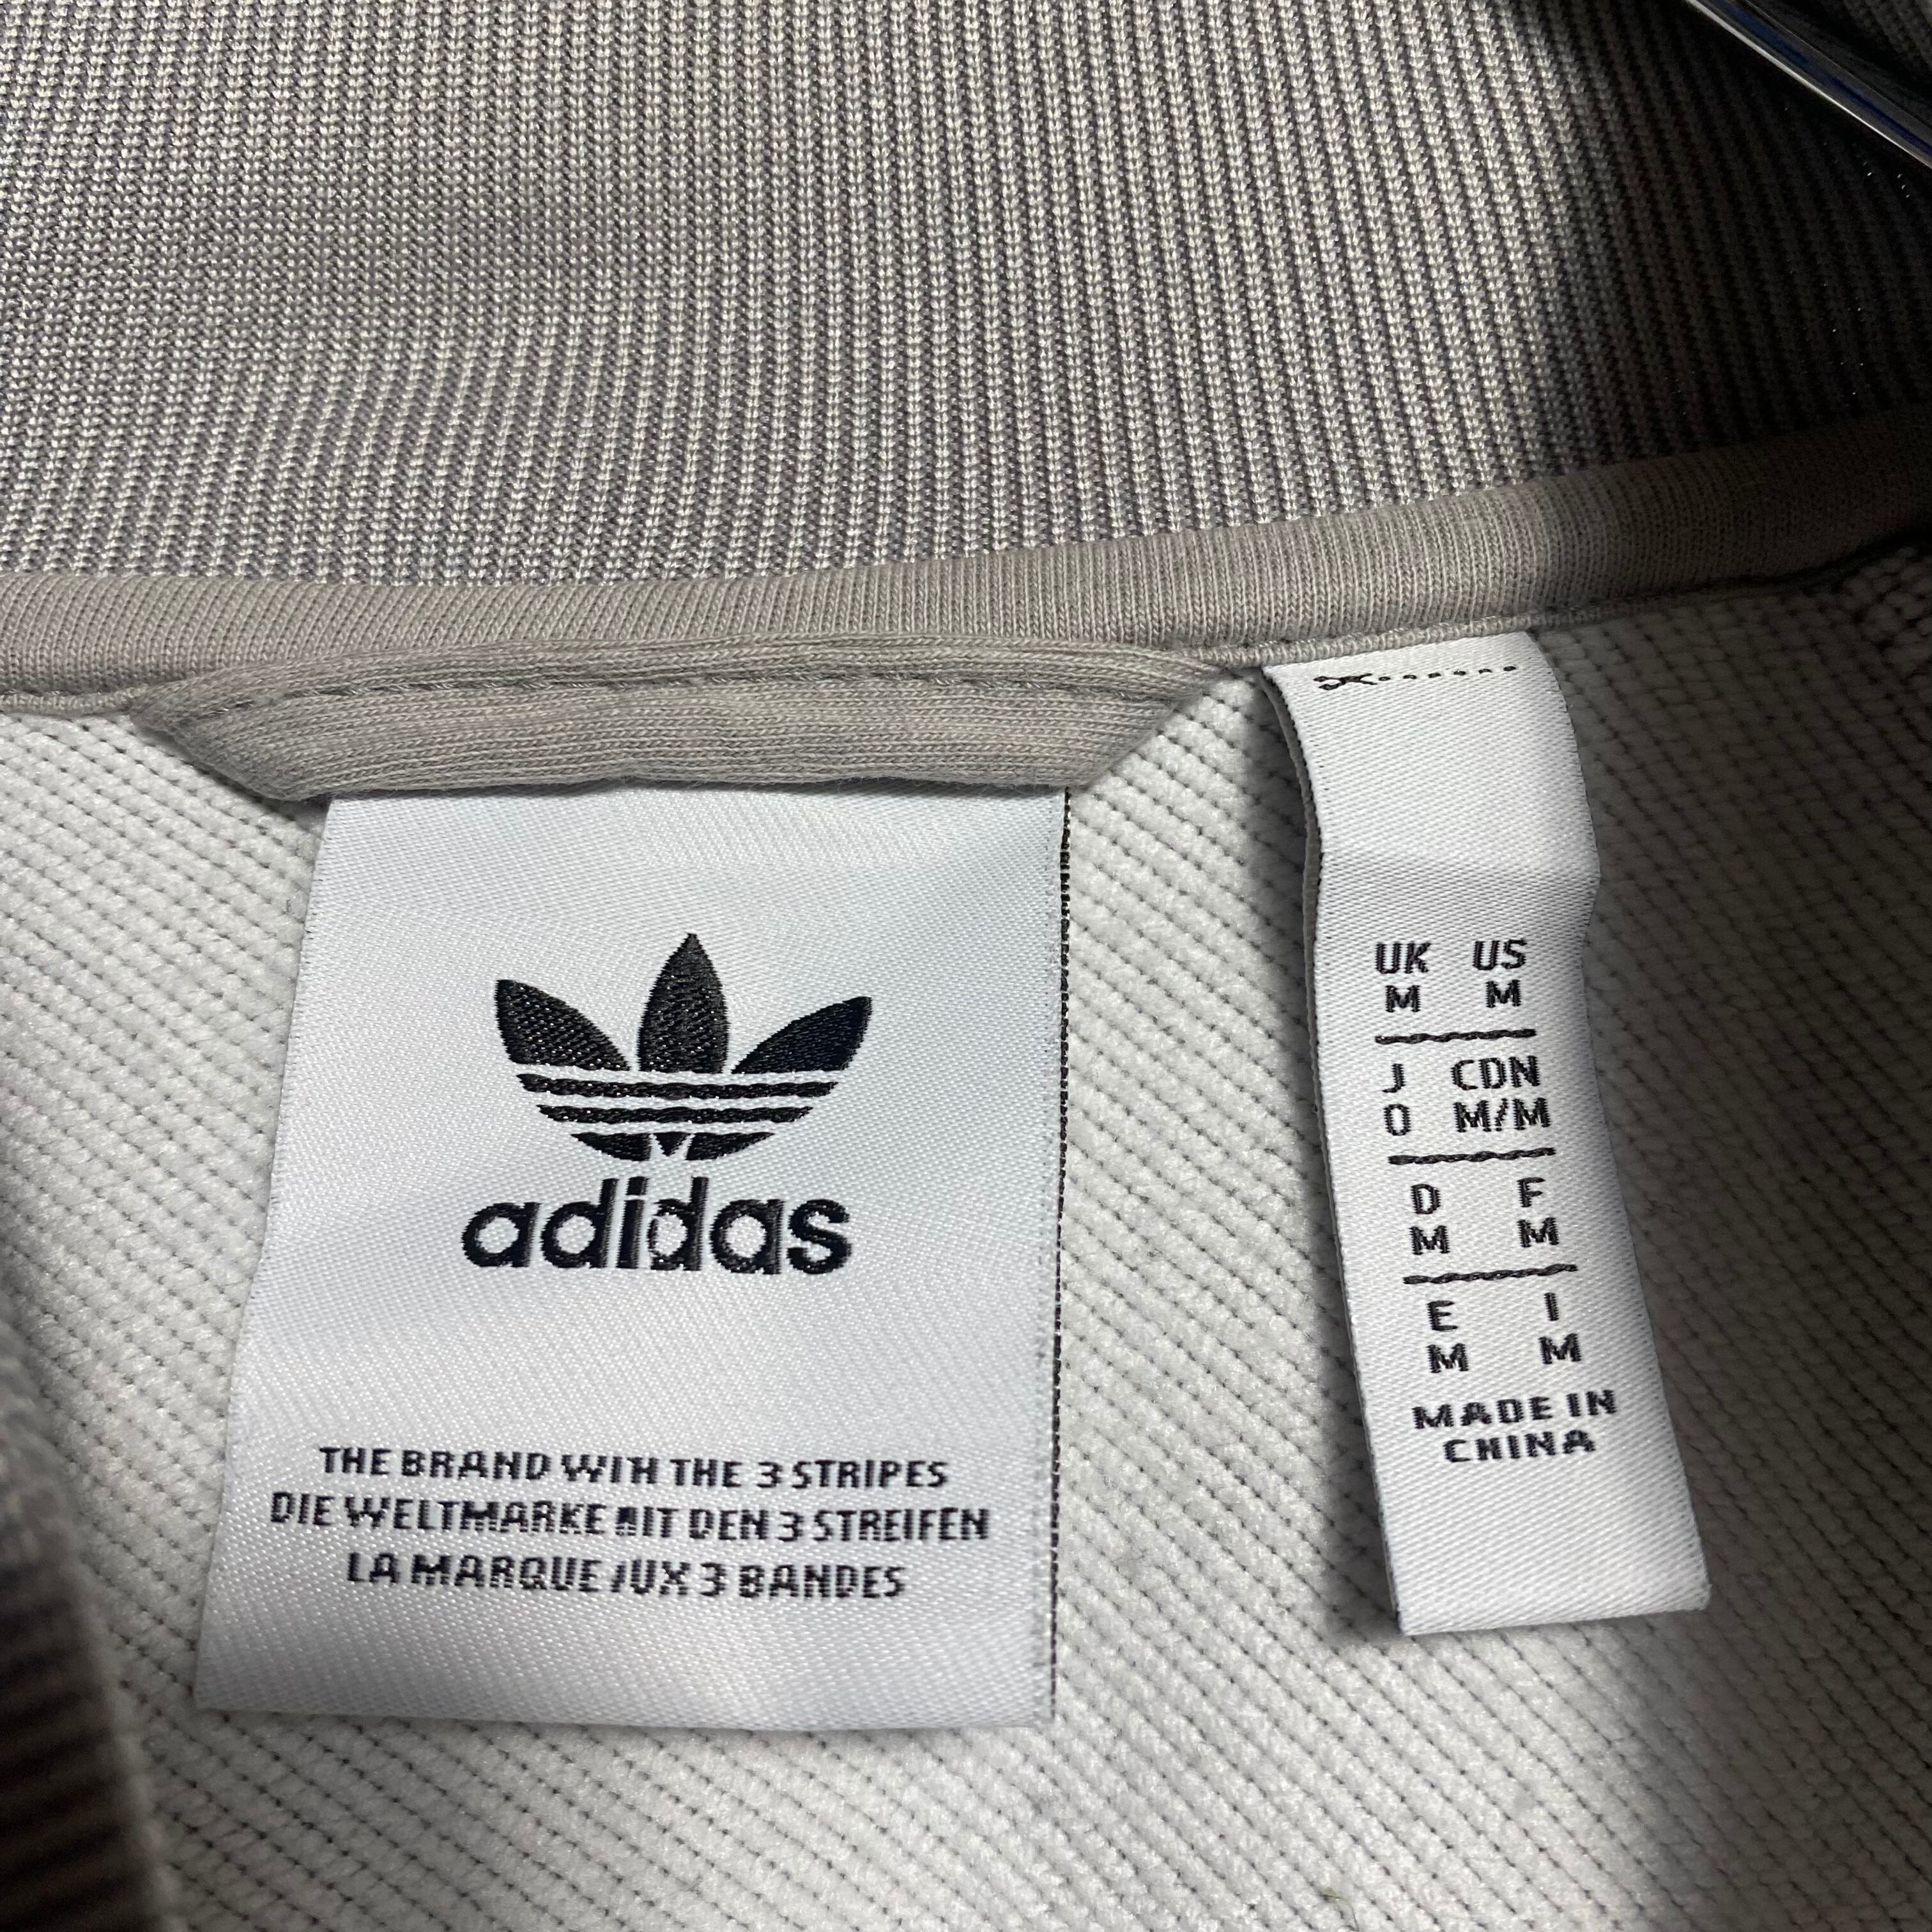 adidas
THE BRAND WITH THE 3 STRIPES
DIE WELTMARKE MIT DEN 3 STREIFEN
LA MARQUE AUX 3 BANDES
UK US
M M
J CDN
O M/M
D F
M M
E I
M M
MADE IN
CHINA